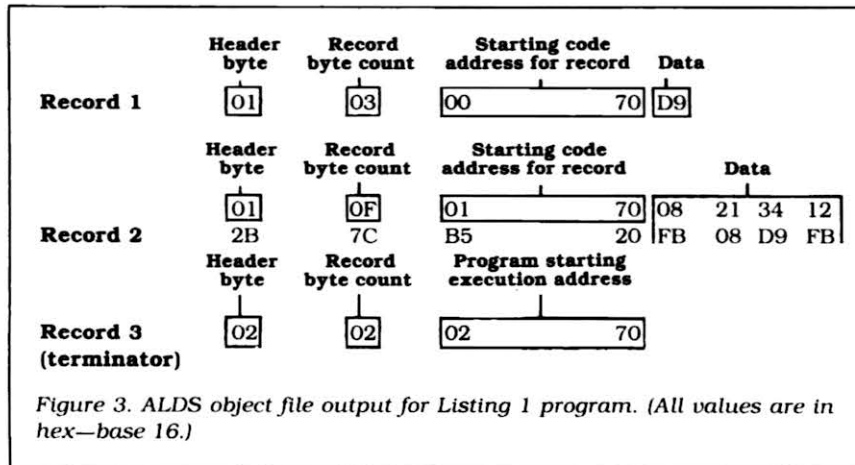 Header Record Starting code
byte byte count address for record Data
Record 1 01 03 00 70 D9
Header Record Starting code
byte byte count address for record Data
01 0F 01 70 08 21 34 12
Record 2 2B 7C B5 20 FB 08 D9 FB
Header Record Program starting
byte byte count execution address
Record 3 02 02 02 70
(terminator)
Figure 3. ALDS object file output for Listing 1 program. (All values are in
hex—base 16.)